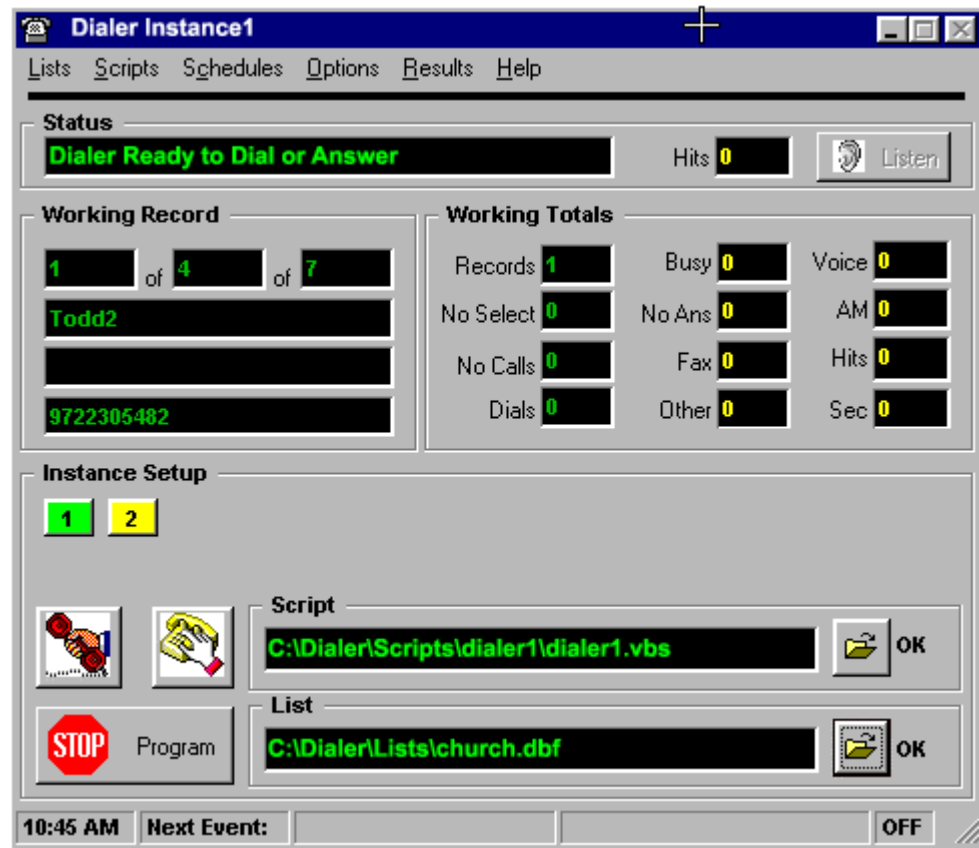 Dialer Instance1
Lists Scripts Schedules Options Results Help
Status
Dialer Ready to Dial or Answer Hits 0 Listen
Working Record
1 of 4 of 7
Todd2
9722305482
Working Totals
Records 1 Busy 0 Voice 0
No Select 0 No Ans 0 AM 0
No Calls 0 Fax 0 Hits 0
Dials 0 Other 0 Sec 0
Instance Setup
1 2
Script
C:\Dialer\Scripts\dialer1\dialer1.vbs OK
STOP Program
List
C:\Dialer\Lists\church.dbf OK
10:45 AM Next Event: OFF